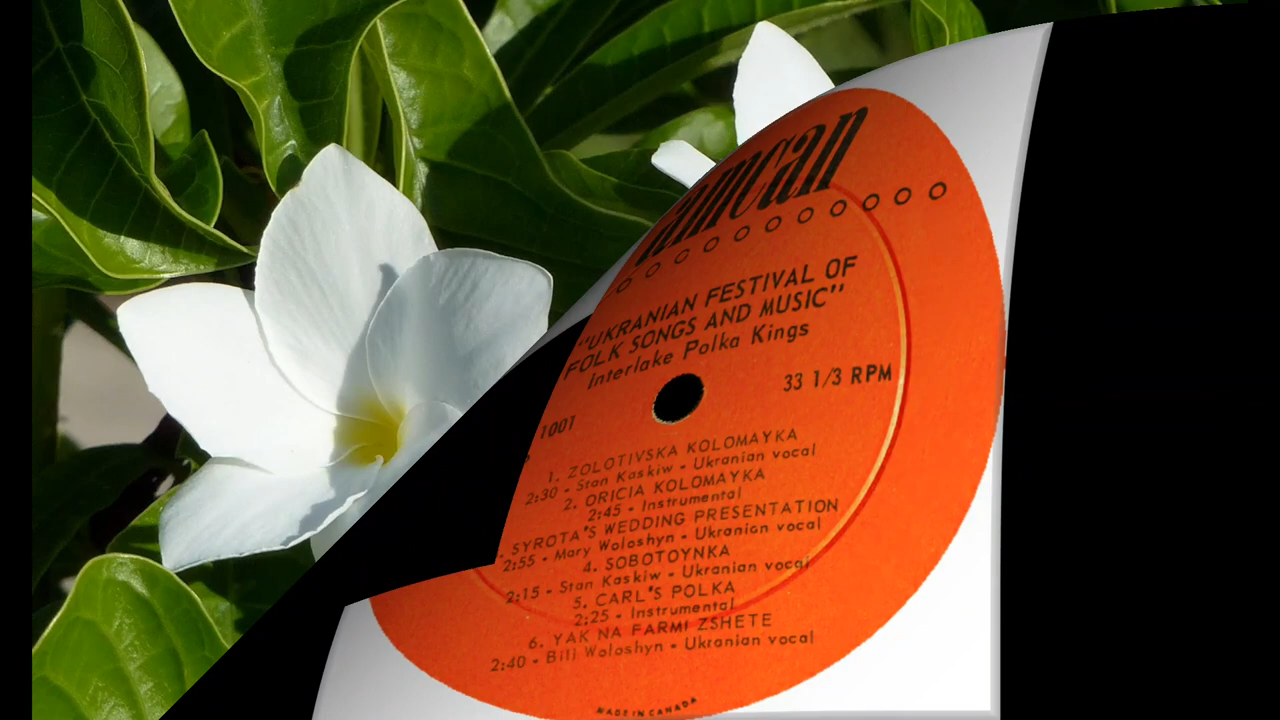 "UKRANIAN FESTIVAL OF
FOLK SONGS AND MUSIC"
Interlake Polka Kings
33 1/3 RPM
1001
1. ZOLOTIVSKA KOLOMAYKA
2:30 - Stan Kaskiw - Ukranian vocal
2. ORICIA KOLOMAYKA
2:45 - Instrumental
SYROTA'S WEDDING PRESENTATION
2:55 - Mary Woloshyn - Ukranian vocal
4. SOBOTOYNKA
2:15 - Stan Kaskiw - Ukranian vocal
5. CARL'S POLKA
2:25 - Instrumental
6. YAK NA FARMI ZSHETE
2:40 - Bill Woloshyn - Ukranian vocal
MADE IN CANADA